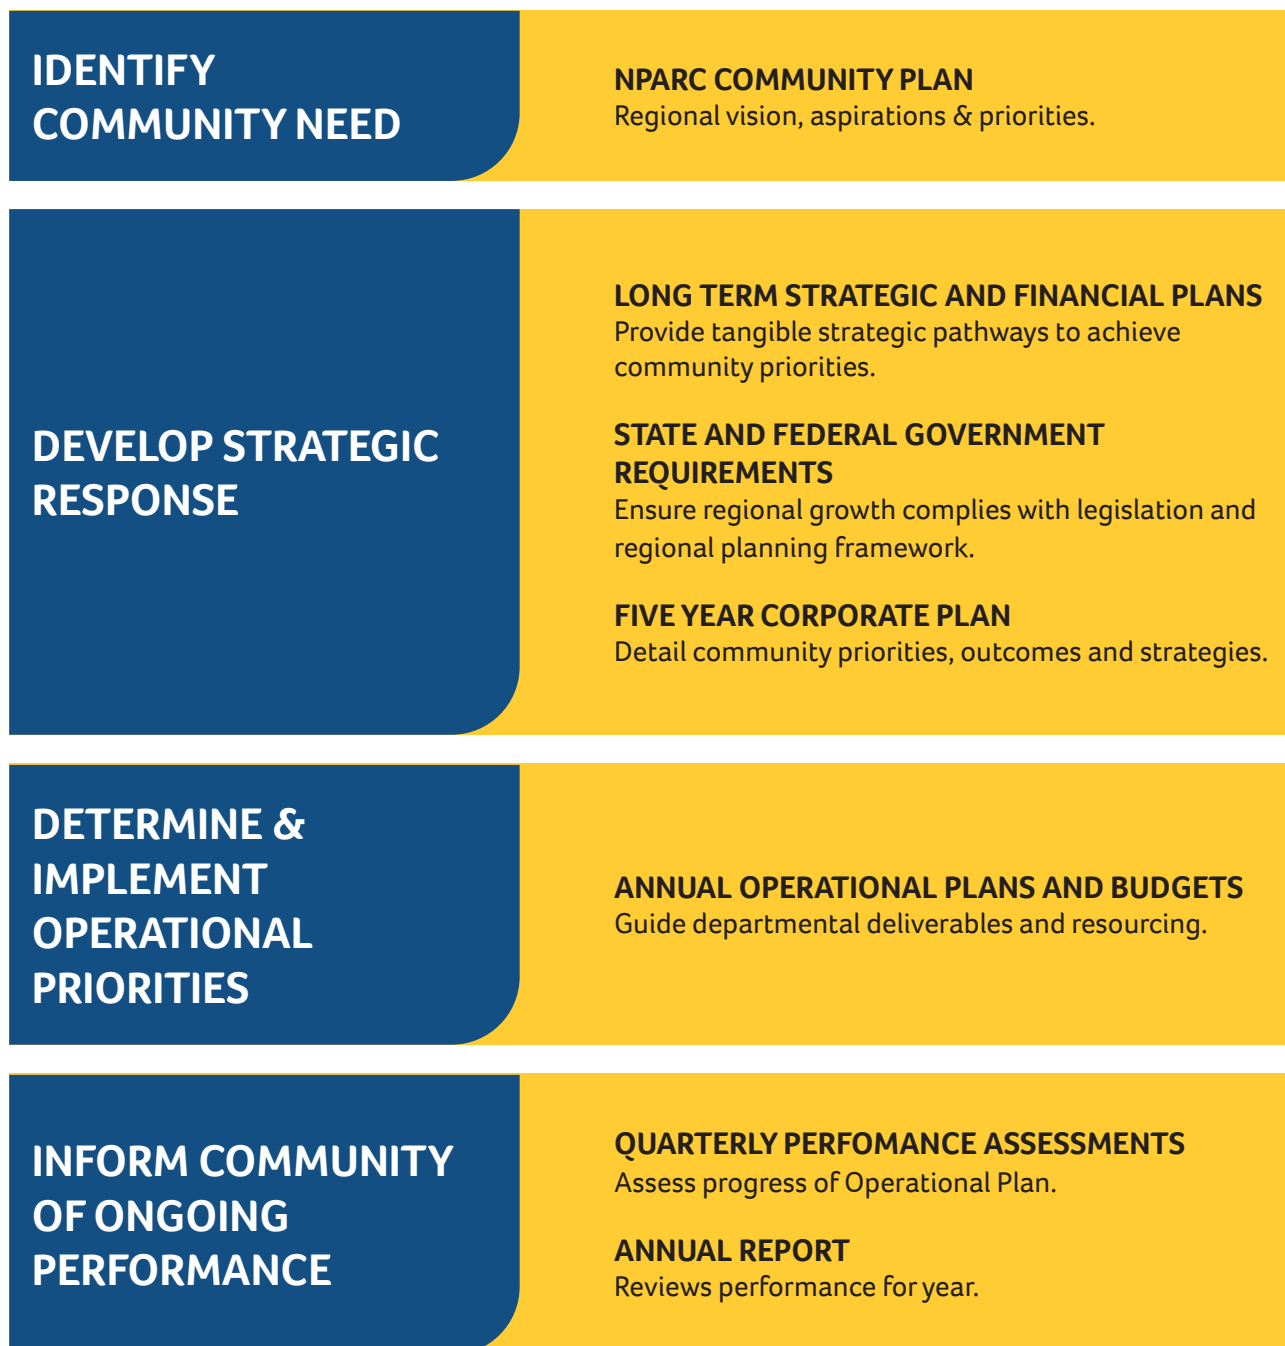 IDENTIFY
COMMUNITY NEED
NPARC COMMUNITY PLAN
Regional vision, aspirations & priorities.
DEVELOP STRATEGIC
RESPONSE
LONG TERM STRATEGIC AND FINANCIAL PLANS
Provide tangible strategic pathways to achieve
community priorities.
STATE AND FEDERAL GOVERNMENT
REQUIREMENTS
Ensure regional growth complies with legislation and
regional planning framework.
FIVE YEAR CORPORATE PLAN
Detail community priorities, outcomes and strategies.
DETERMINE &
IMPLEMENT
OPERATIONAL
PRIORITIES
ANNUAL OPERATIONAL PLANS AND BUDGETS
Guide departmental deliverables and resourcing.
INFORM COMMUNITY
OF ONGOING
PERFORMANCE
QUARTERLY PERFOMANCE ASSESSMENTS
Assess progress of Operational Plan.
ANNUAL REPORT
Reviews performance for year.